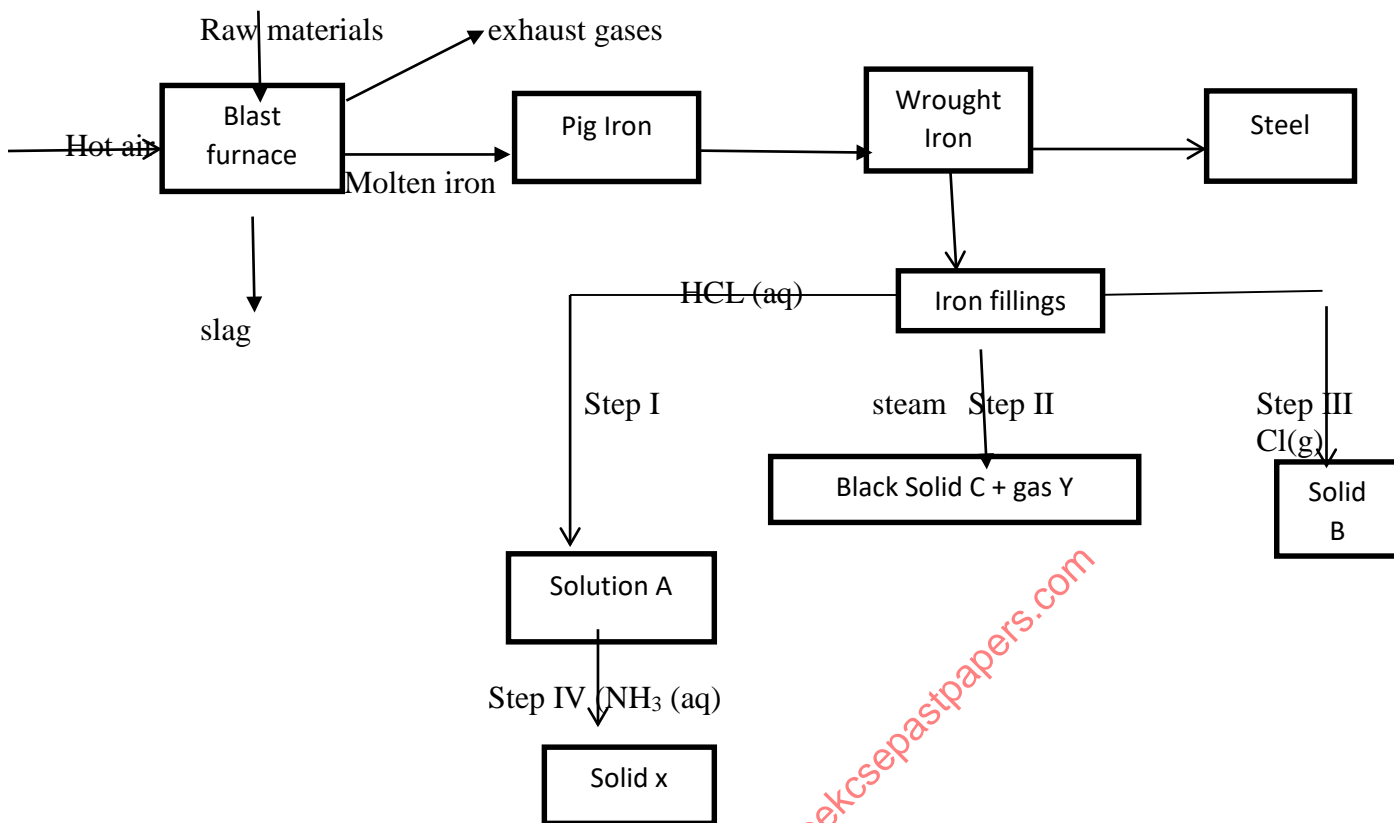 Raw materials exhaust gases
Blast furnace
Hot air
Molten iron
Pig Iron
Wrought Iron
Steel
slag
HCL (aq)
Iron fillings
Step I
steam Step II
Step III
Cl(g)
Black Solid C + gas Y
Solid B
Solution A
Step IV (NH₃ (aq)
Solid x
eekcsepastpapers.com